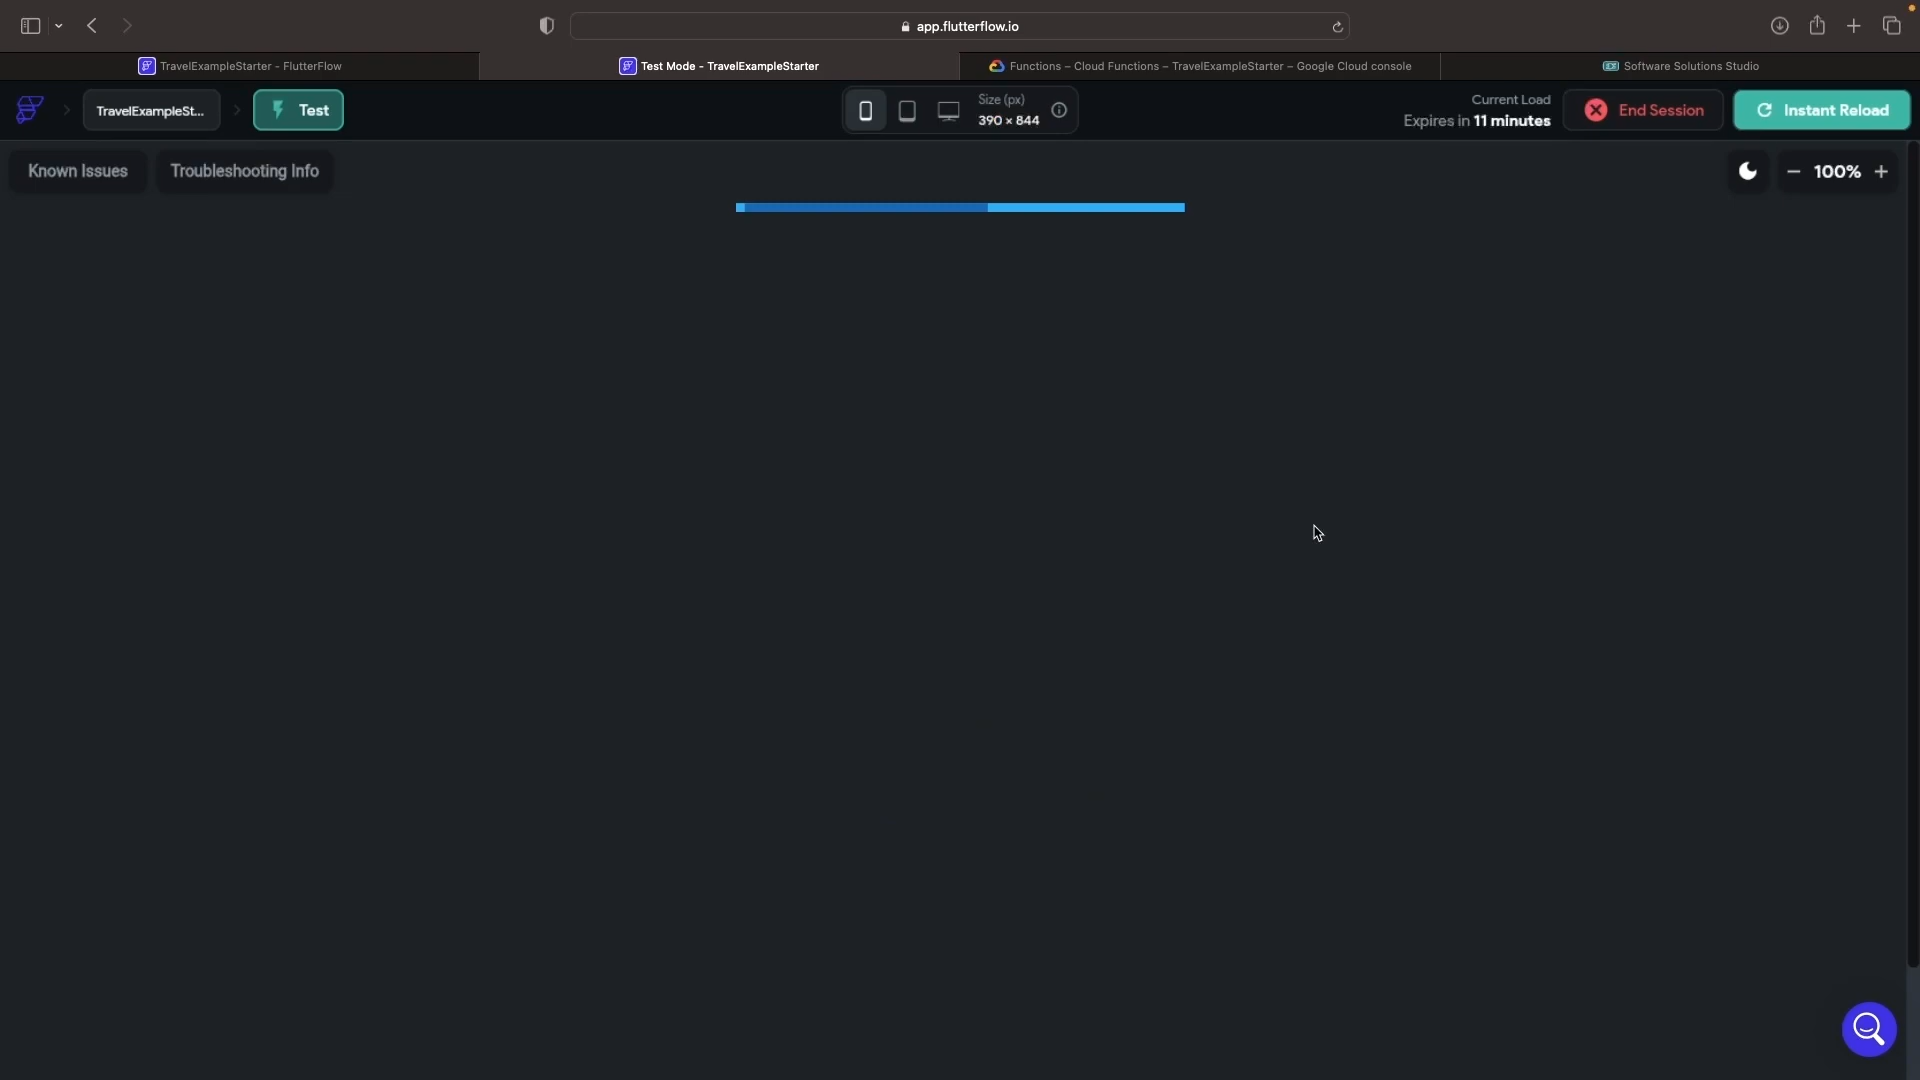 app.flutterflow.io
TravelExampleStarter - FlutterFlow
Test Mode - TravelExampleStarter
Functions – Cloud Functions – TravelExampleStarter – Google Cloud console
Software Solutions Studio
TravelExampleSt...
Test
Size (px)
390 × 844
Current Load
Expires in 11 minutes
End Session
Instant Reload
Known Issues
Troubleshooting Info
100%